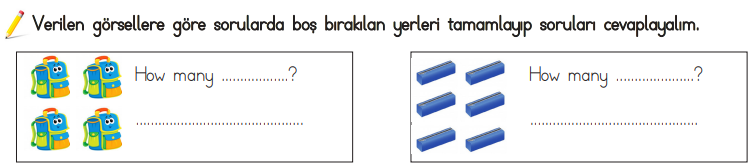 Verilen görsellere göre sorularda boş bırakılan yerleri tamamlayıp soruları cevaplayalım.
How many ..................?
..........................................
How many .....................?
..........................................